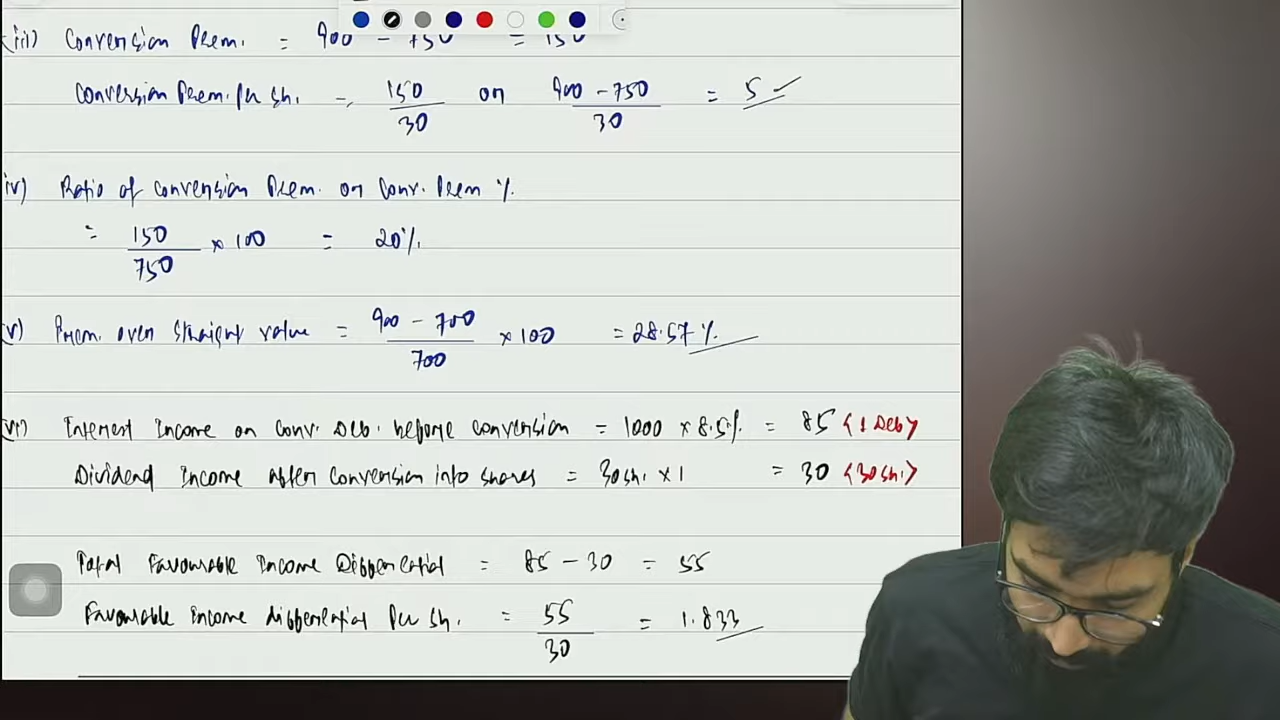 (iii) Conversion Prem. = 900 - 750 = 150
Conversion Prem. Per Sh. = 150/30 or 900 - 750/30 = 5
iv) Ratio of conversion Prem. or Conv. Prem %.
= 150/750 × 100 = 20%.
v) Prem. over straight value = 900 - 700/700 × 100 = 28.57%.
vi) Interest Income on conv. Deb. before conversion = 1000 × 8.5% = 85 (1 Deb)
Dividend Income after Conversion into shares = 30sh. × 1 = 30 (30sh.)
Total Favourable Income Differential = 85 - 30 = 55
Favourable Income differential Per Sh. = 55/30 = 1.833